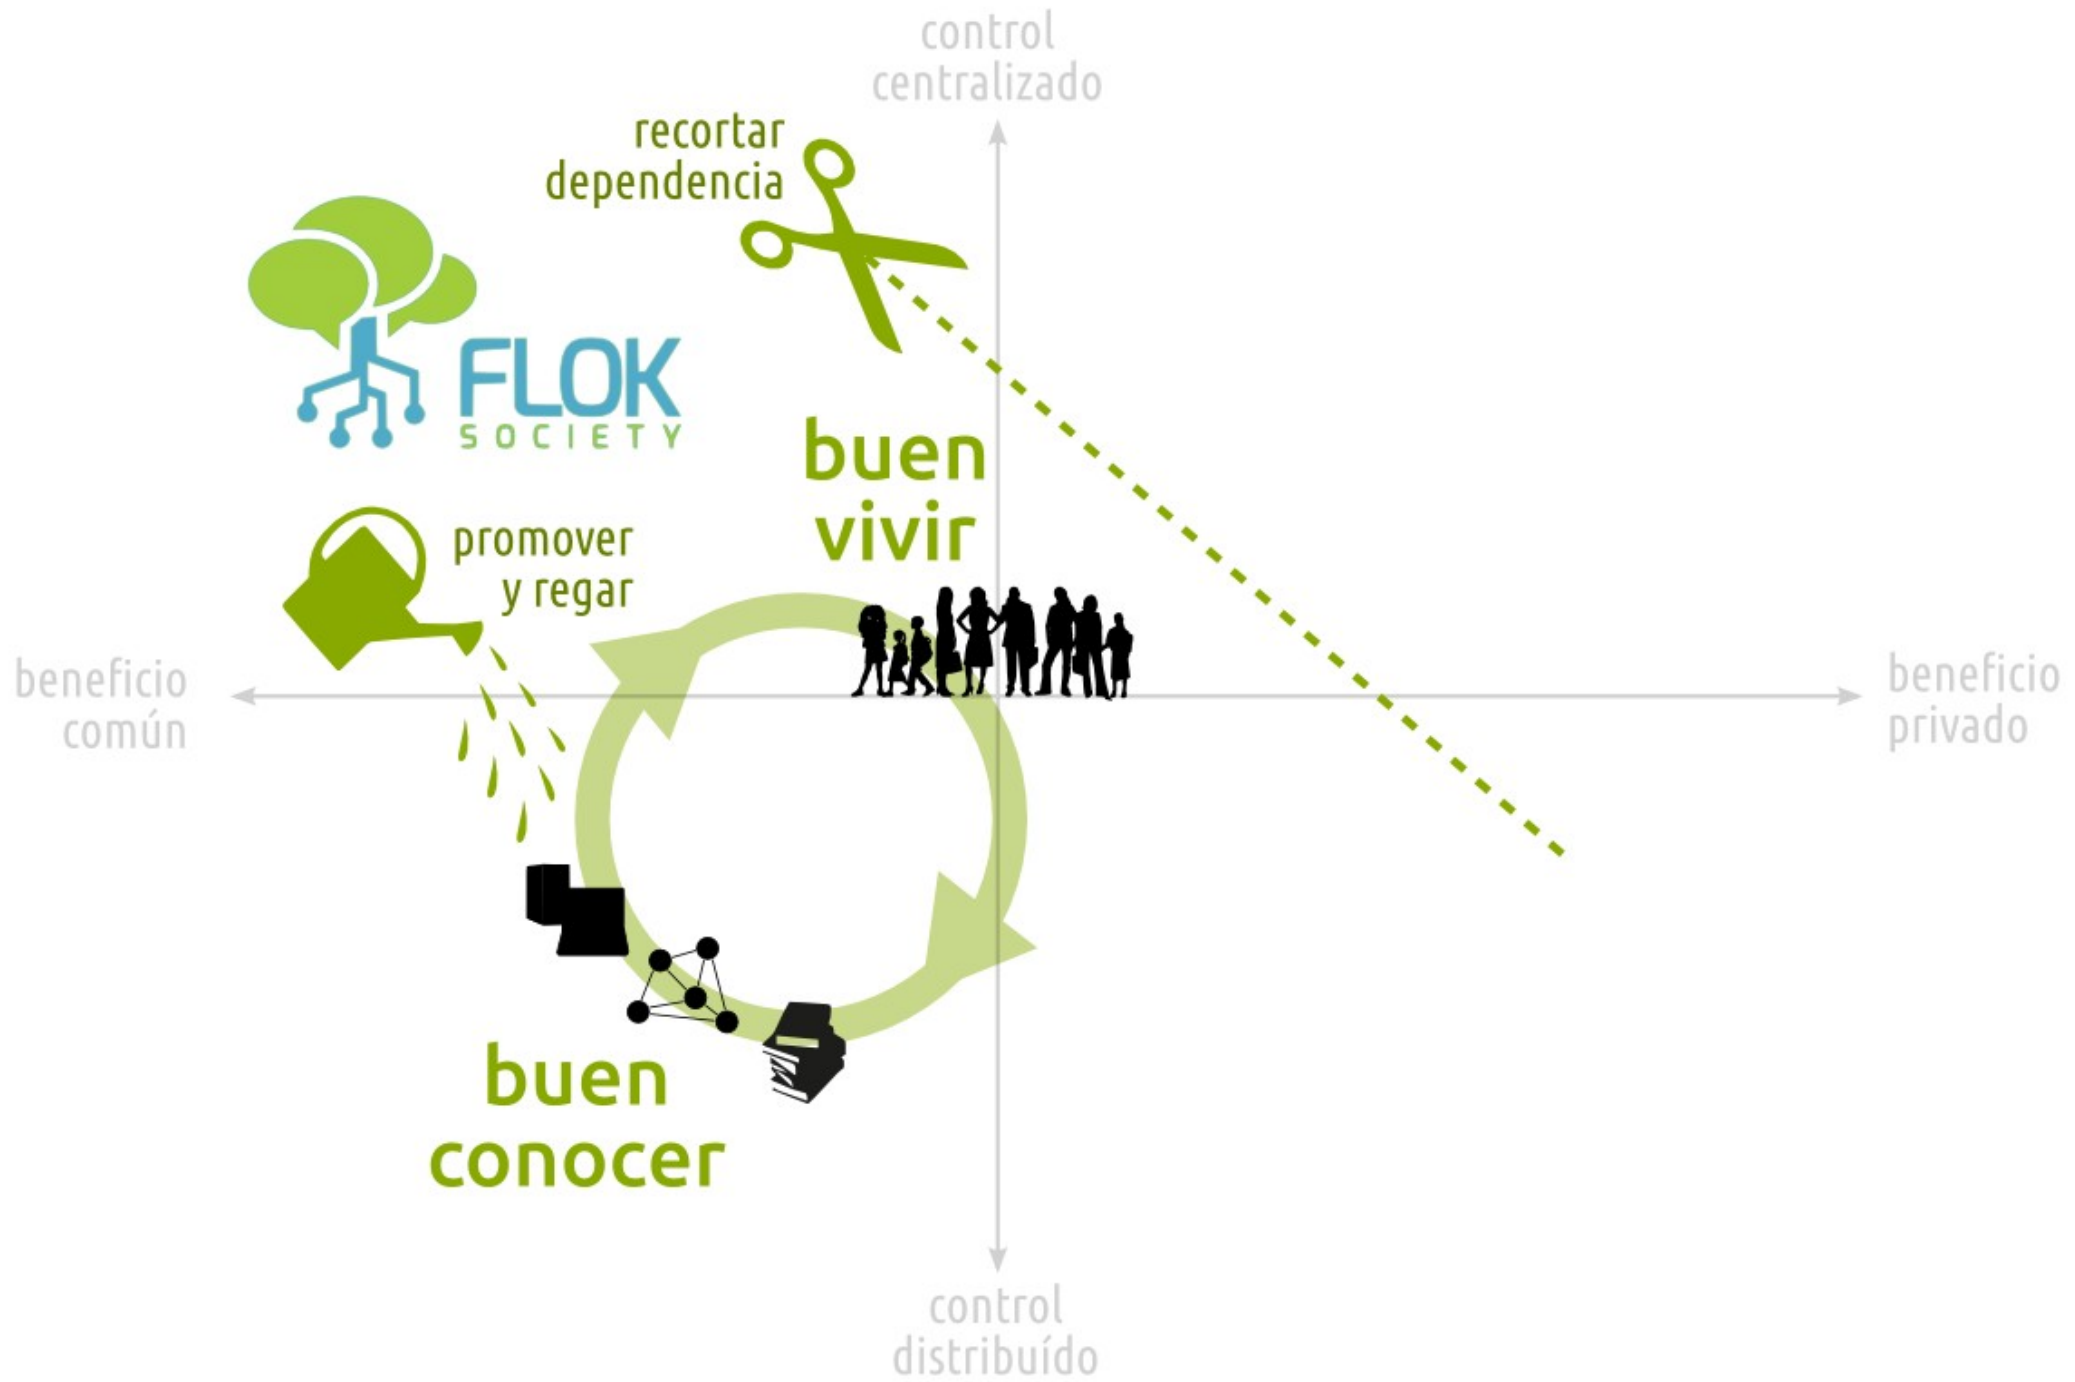 control
centralizado
recortar
dependencia
FLOK
SOCIETY
buen
vivir
promover
y regar
beneficio
común
beneficio
privado
buen
conocer
control
distribuído